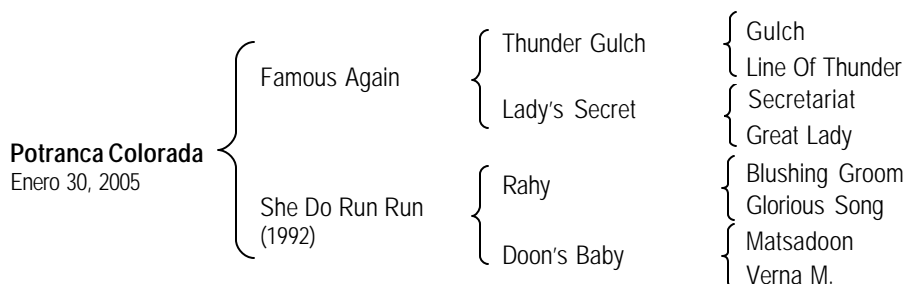 Potranca Colorada
Enero 30, 2005
Famous Again
She Do Run Run
(1992)
Thunder Gulch
Lady's Secret
Rahy
Doon's Baby
Gulch
Line Of Thunder
Secretariat
Great Lady
Blushing Groom
Glorious Song
Matsadoon
Verna M.